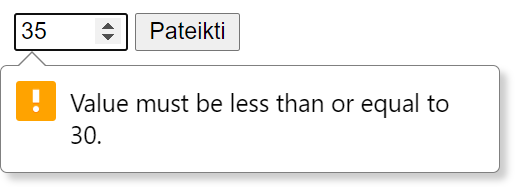 35 Pateikti
Value must be less than or equal to
30.